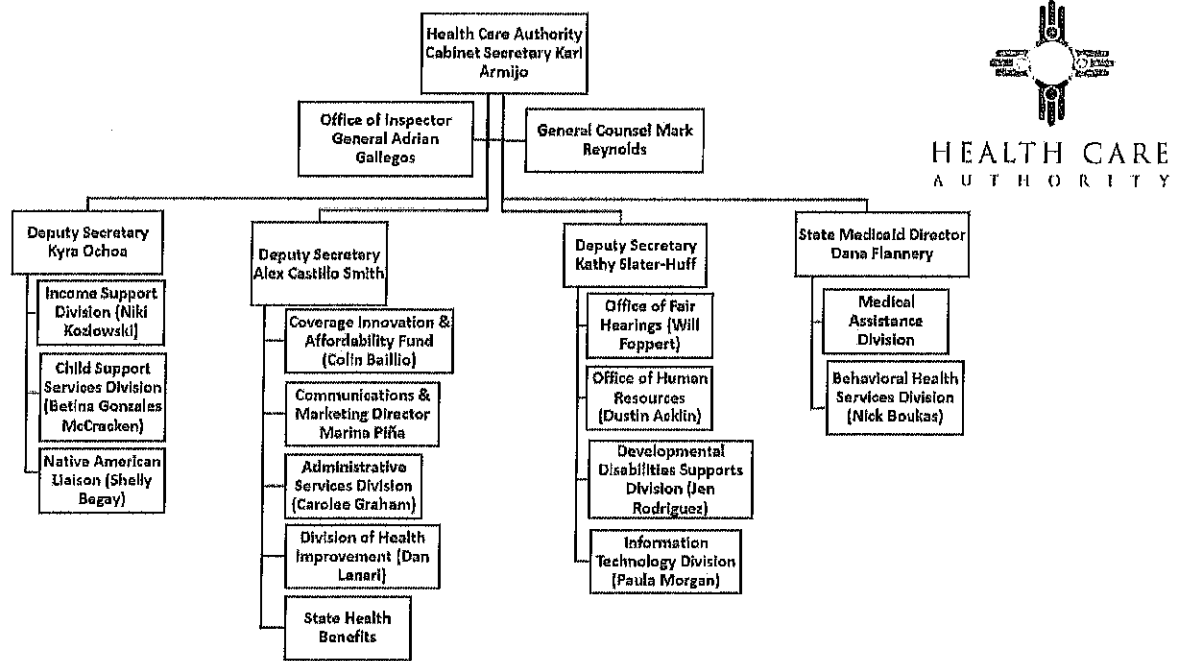 Health Care Authority
Cabinet Secretary Kari
Armijo
HEALTH CARE
AUTHORITY
Office of Inspector
General Adrian
Gallegos
General Counsel Mark
Reynolds
Deputy Secretary
Kyra Ochoa
Income Support
Division (Niki
Kozlowski)
Child Support
Services Division
(Betina Gonzales
McCracken)
Native American
Liaison (Shelly
Begay)
Deputy Secretary
Alex Castillo Smith
Coverage Innovation &
Affordability Fund
(Colin Baillio)
Communications &
Marketing Director
Marina Piña
Administrative
Services Division
(Carolee Graham)
Division of Health
Improvement (Dan
Lanari)
State Health
Benefits
Deputy Secretary
Kathy Slater-Huff
Office of Fair
Hearings (Will
Foppert)
Office of Human
Resources
(Dustin Acklin)
Developmental
Disabilities Supports
Division (Jen
Rodriguez)
Information
Technology Division
(Paula Morgan)
State Medicaid Director
Dana Flannery
Medical
Assistance
Division
Behavioral Health
Services Division
(Nick Boukas)